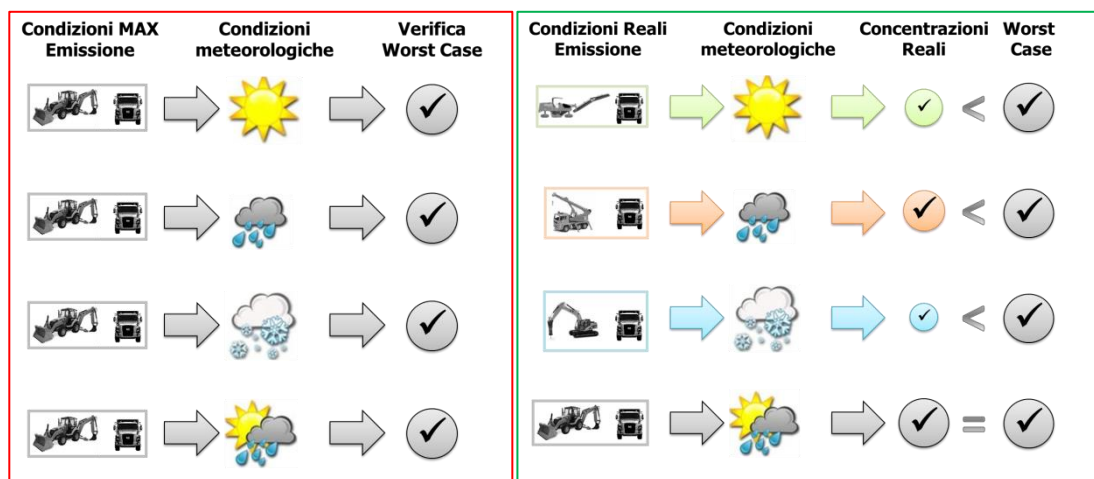 Condizioni MAX
Emissione
Condizioni
meteorologiche
Verifica
Worst Case
Condizioni Reali
Emissione
Condizioni
meteorologiche
Concentrazioni
Reali
Worst
Case
<
<
<
=